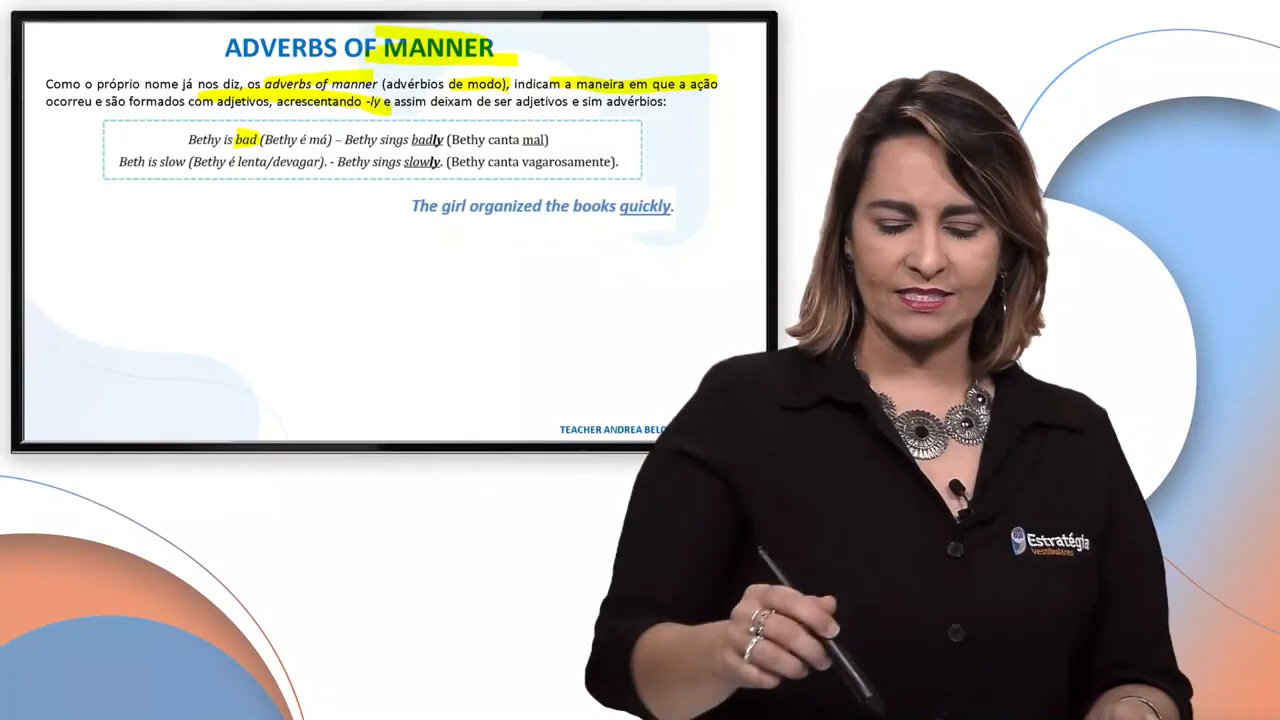 ADVERBS OF MANNER
Como o próprio nome já nos diz, os adverbs of manner (advérbios de modo), indicam a maneira em que a ação
ocorreu e são formados com adjetivos, acrescentando -ly e assim deixam de ser adjetivos e sim advérbios:
Bethy is bad (Bethy é má) – Bethy sings badly (Bethy canta mal)
Beth is slow (Bethy é lenta/devagar). - Bethy sings slowly. (Bethy canta vagarosamente).
The girl organized the books quickly.
TEACHER ANDREA
Estratégia
Vestibulares